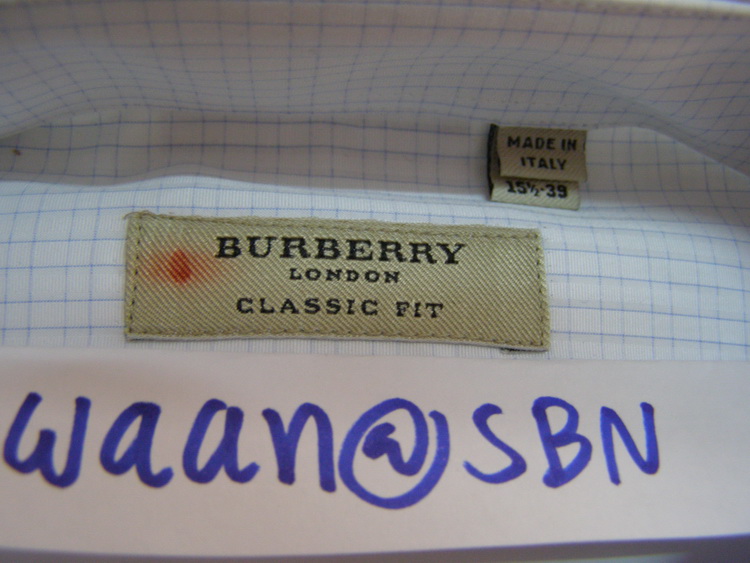 MADE IN
ITALY
15½-39
BURBERRY
LONDON
CLASSIC FIT
waan@SBN